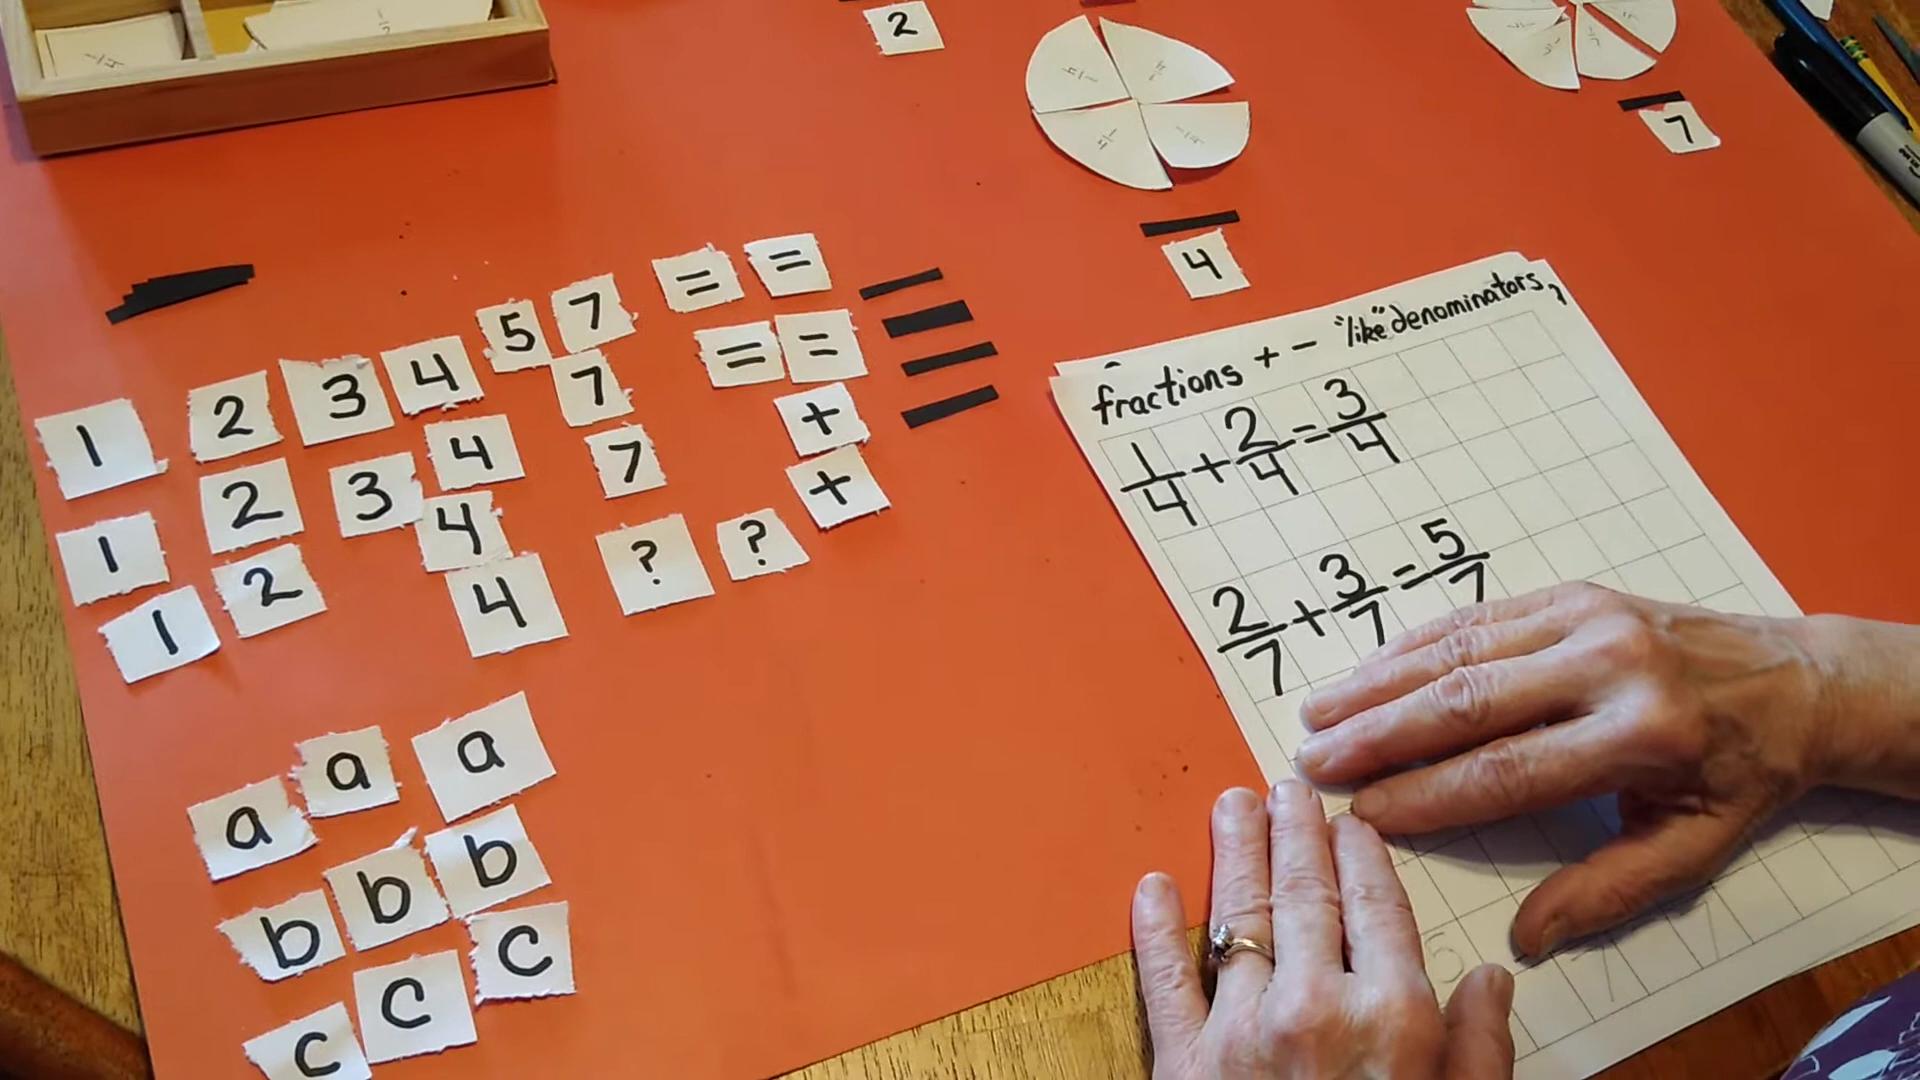 2
7
4
5 7 = =
1 2 3 4 7 = =
1 2 3 4 7 +
1 2 4 ? ? +
4
a a a
b b b
c c c
fractions + - "like" denominators,
1/4 + 2/4 = 3/4
2/7 + 3/7 = 5/7